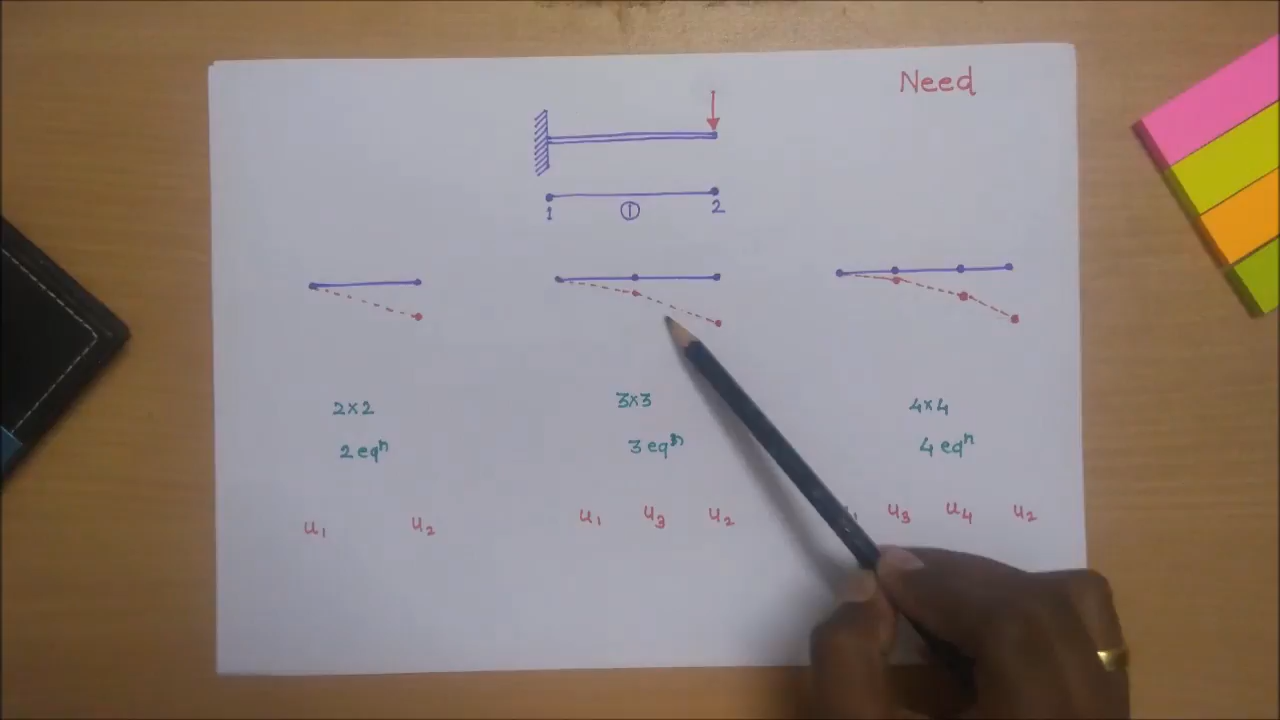 Need
1 ① 2
2×2 3×3 4×4
2 eqⁿ 3 eqⁿ 4 eqⁿ
u₁ u₂ u₁ u₃ u₂ u₃ u₄ u₂